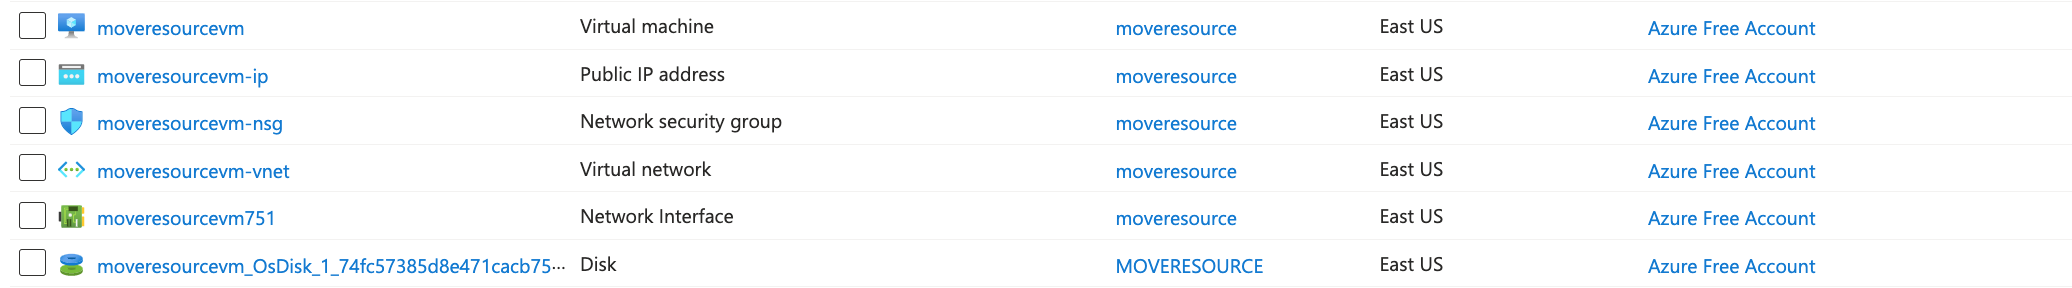 moveresourcevm Virtual machine moveresource East US Azure Free Account
moveresourcevm-ip Public IP address moveresource East US Azure Free Account
moveresourcevm-nsg Network security group moveresource East US Azure Free Account
moveresourcevm-vnet Virtual network moveresource East US Azure Free Account
moveresourcevm751 Network Interface moveresource East US Azure Free Account
moveresourcevm_OsDisk_1_74fc57385d8e471cacb75··· Disk MOVERESOURCE East US Azure Free Account